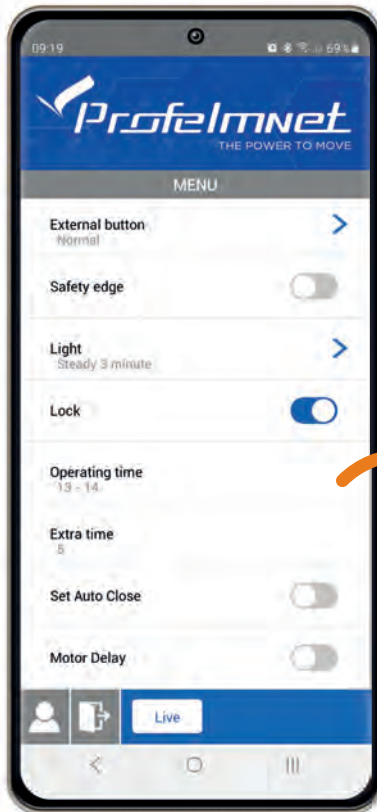 09:19
69%
Profelmnet
THE POWER TO MOVE
MENU
External button
Normal
Safety edge
Light
Steady 3 minute
Lock
Operating time
13 - 14
Extra time
5
Set Auto Close
Motor Delay
Live